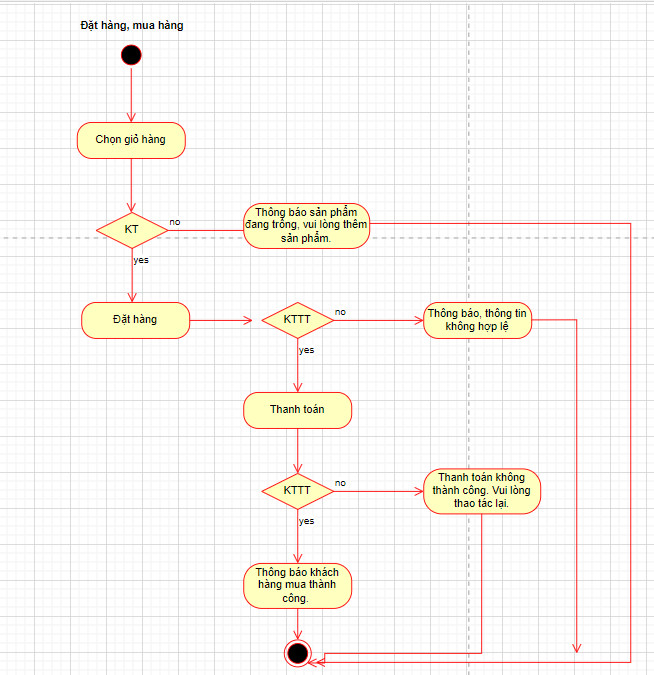 Đặt hàng, mua hàng
Chọn giỏ hàng
KT
no
Thông báo sản phẩm
đang trống, vui lòng thêm
sản phẩm.
yes
Đặt hàng
KTTT
no
Thông báo, thông tin
không hợp lệ
yes
Thanh toán
KTTT
no
Thanh toán không
thành công. Vui lòng
thao tác lại.
yes
Thông báo khách
hàng mua thành
công.